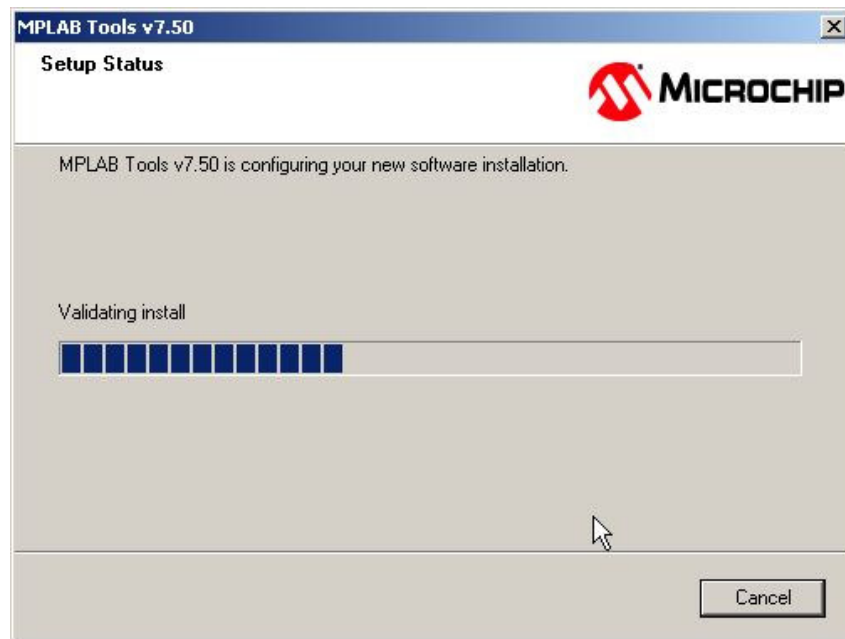 MPLAB Tools v7.50
Setup Status
MICROCHIP
MPLAB Tools v7.50 is configuring your new software installation.
Validating install
Cancel